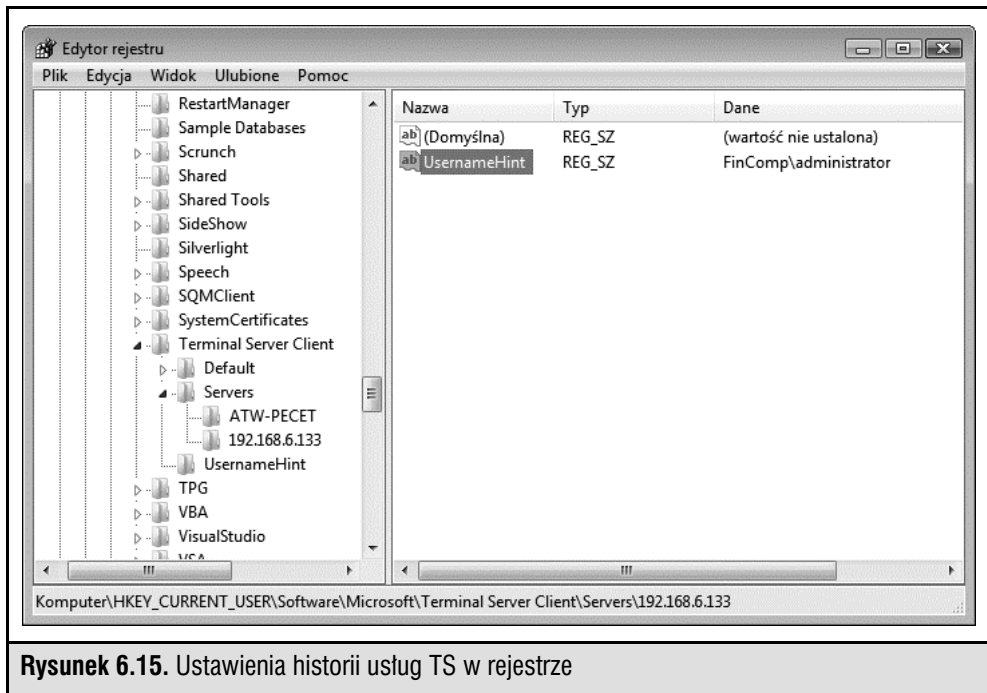 Edytor rejestru
Plik Edycja Widok Ulubione Pomoc
RestartManager
Sample Databases
Scrunch
Shared
Shared Tools
SideShow
Silverlight
Speech
SQMClient
SystemCertificates
Terminal Server Client
Default
Servers
ATW-PECET
192.168.6.133
UsernameHint
TPG
VBA
VisualStudio
VSA
Nazwa Typ Dane
(Domyślna) REG_SZ (wartość nie ustalona)
UsernameHint REG_SZ FinComp\administrator
Komputer\HKEY_CURRENT_USER\Software\Microsoft\Terminal Server Client\Servers\192.168.6.133
Rysunek 6.15. Ustawienia historii usług TS w rejestrze